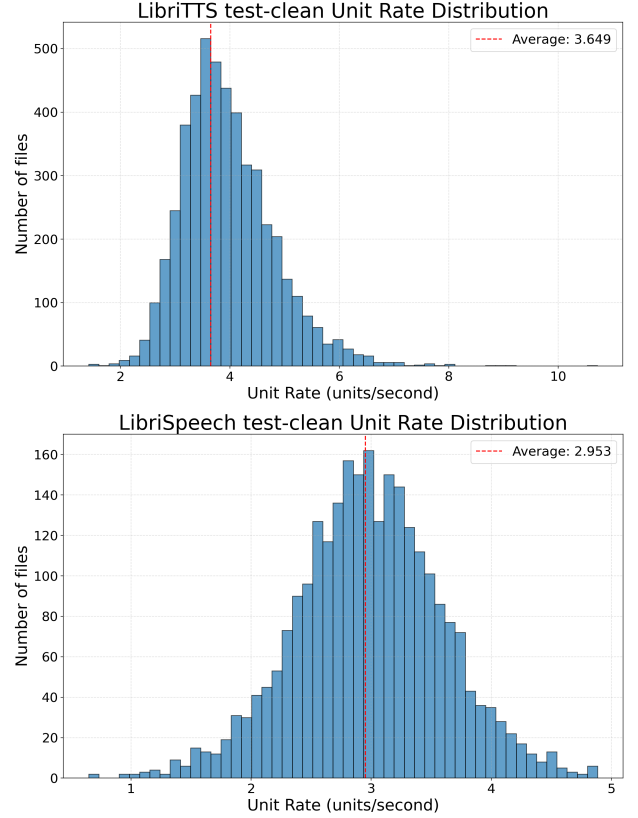 LibriTTS test-clean Unit Rate Distribution
Average: 3.649
500
400
300
200
100
0
Number of files
2 4 6 8 10
Unit Rate (units/second)
LibriSpeech test-clean Unit Rate Distribution
Average: 2.953
160
140
120
100
80
60
40
20
0
Number of files
1 2 3 4 5
Unit Rate (units/second)